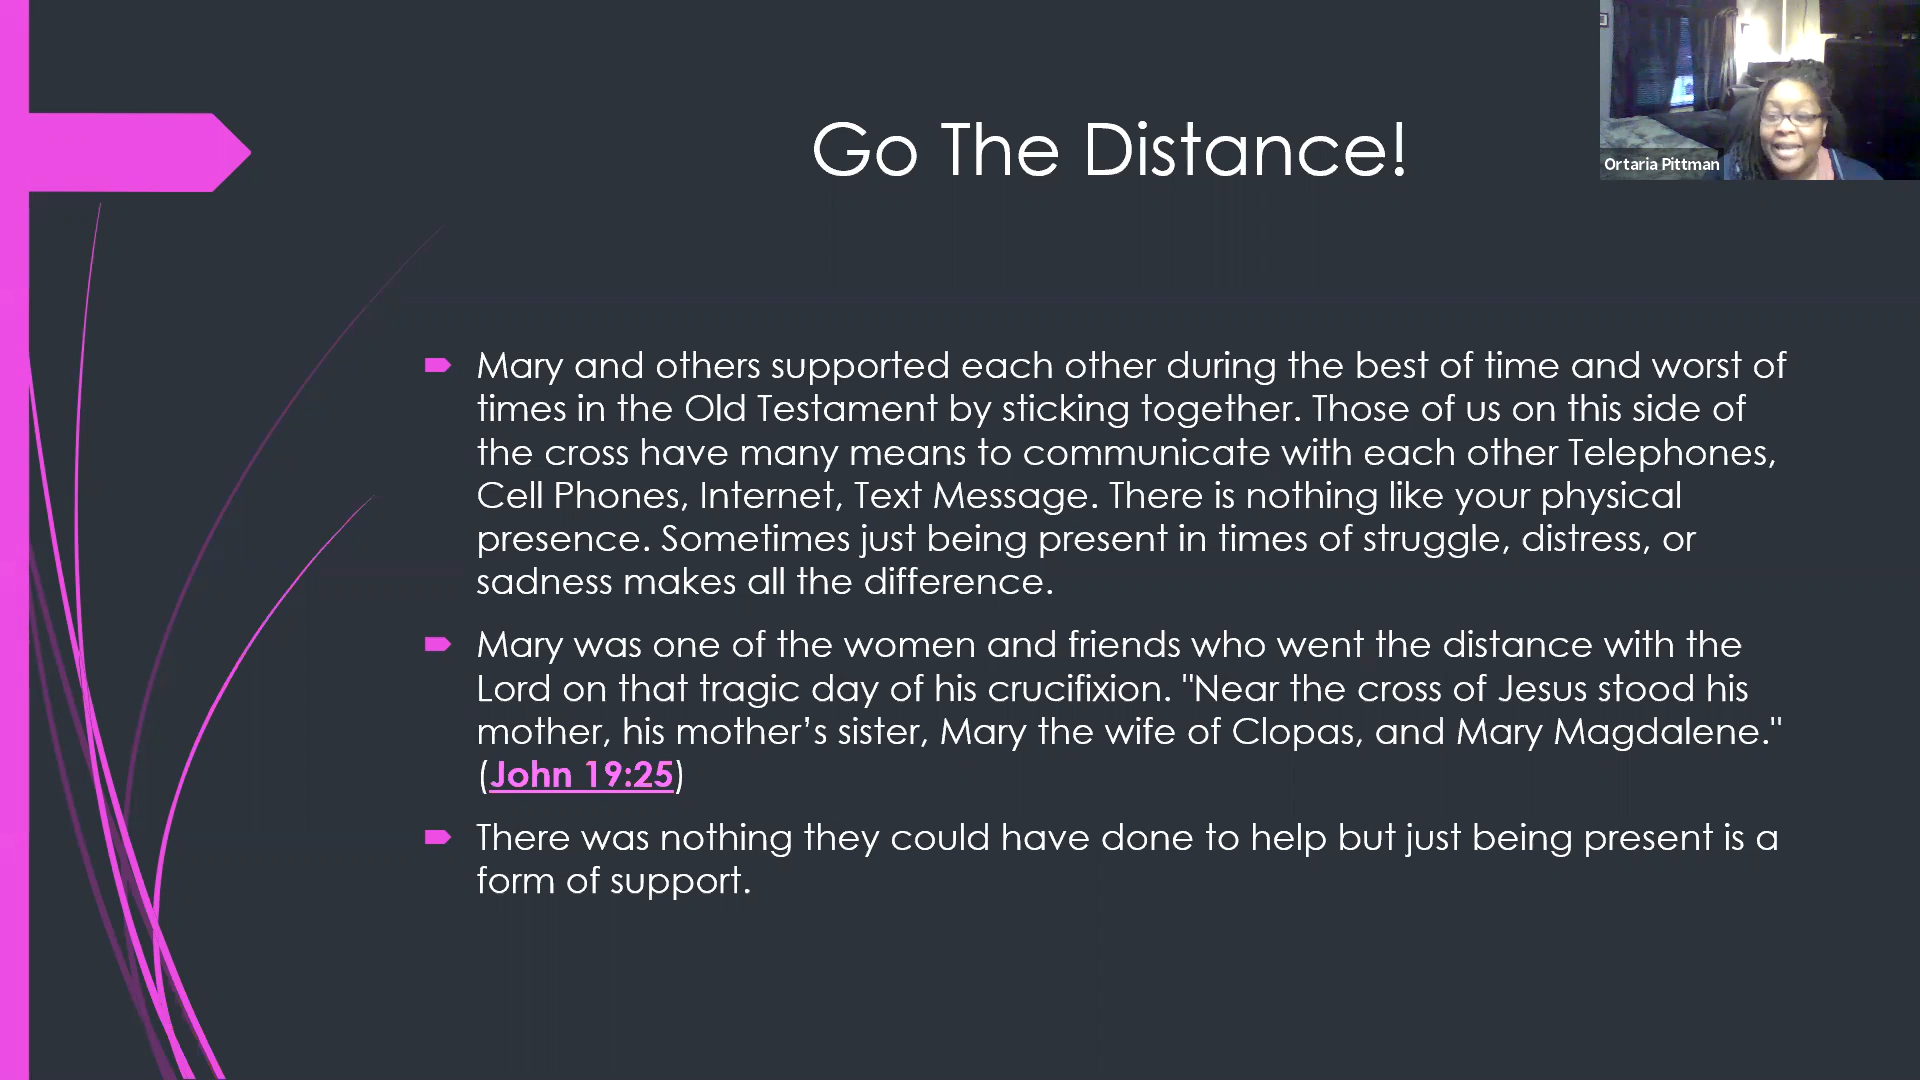 Go The Distance!
Ortaria Pittman
Mary and others supported each other during the best of time and worst of
times in the Old Testament by sticking together. Those of us on this side of
the cross have many means to communicate with each other Telephones,
Cell Phones, Internet, Text Message. There is nothing like your physical
presence. Sometimes just being present in times of struggle, distress, or
sadness makes all the difference.
Mary was one of the women and friends who went the distance with the
Lord on that tragic day of his crucifixion. "Near the cross of Jesus stood his
mother, his mother’s sister, Mary the wife of Clopas, and Mary Magdalene."
(John 19:25)
There was nothing they could have done to help but just being present is a
form of support.